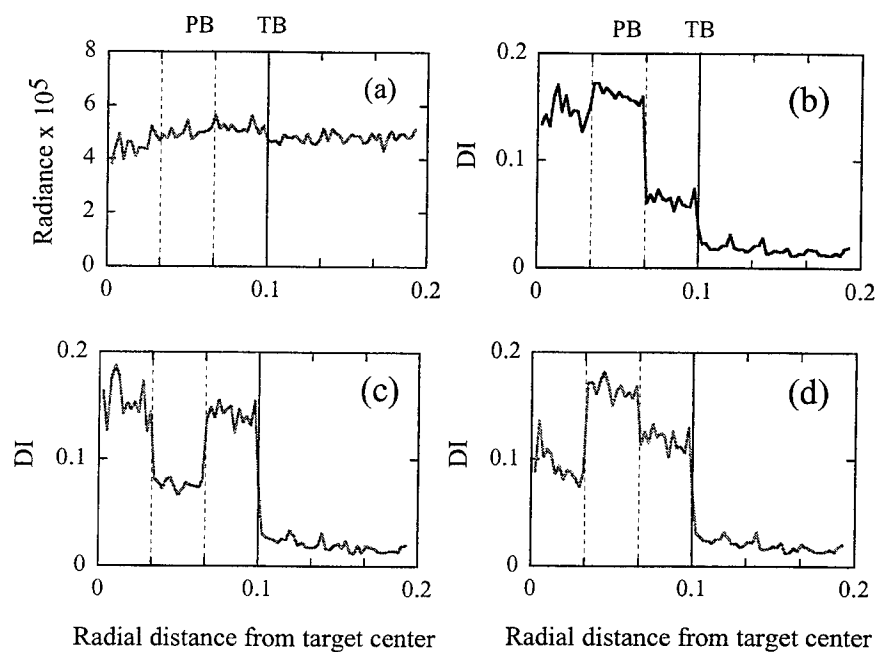 PB TB PB TB
8 0.2
(a) (b)
6
4 0.1
2
0 0
Radiance x 10⁵ DI
0 0.1 0.2 0 0.1 0.2
0.2 0.2
(c) (d)
0.1 0.1
DI DI
0 0
0 0.1 0.2 0 0.1 0.2
Radial distance from target center Radial distance from target center